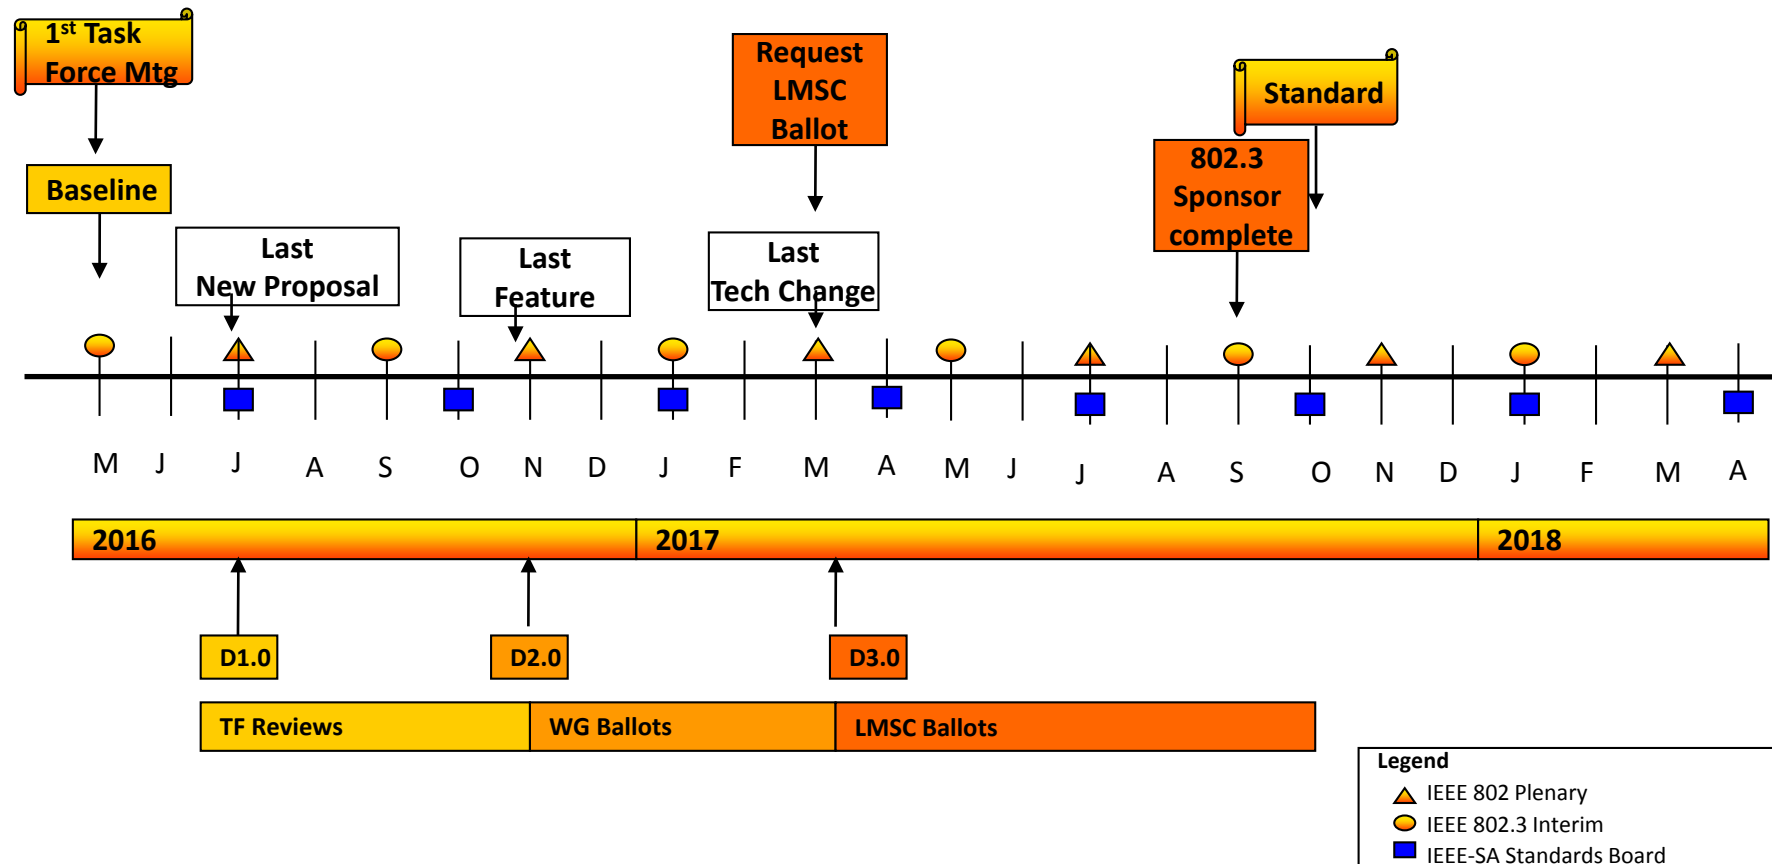 1st Task
Force Mtg
Request
LMSC
Ballot
Standard
802.3
Sponsor
complete
Baseline
Last
New Proposal
Last
Feature
Last
Tech Change
M J J A S O N D J F M A M J J A S O N D J F M A
2016 2017 2018
D1.0 D2.0 D3.0
TF Reviews WG Ballots LMSC Ballots
Legend
IEEE 802 Plenary
IEEE 802.3 Interim
IEEE-SA Standards Board